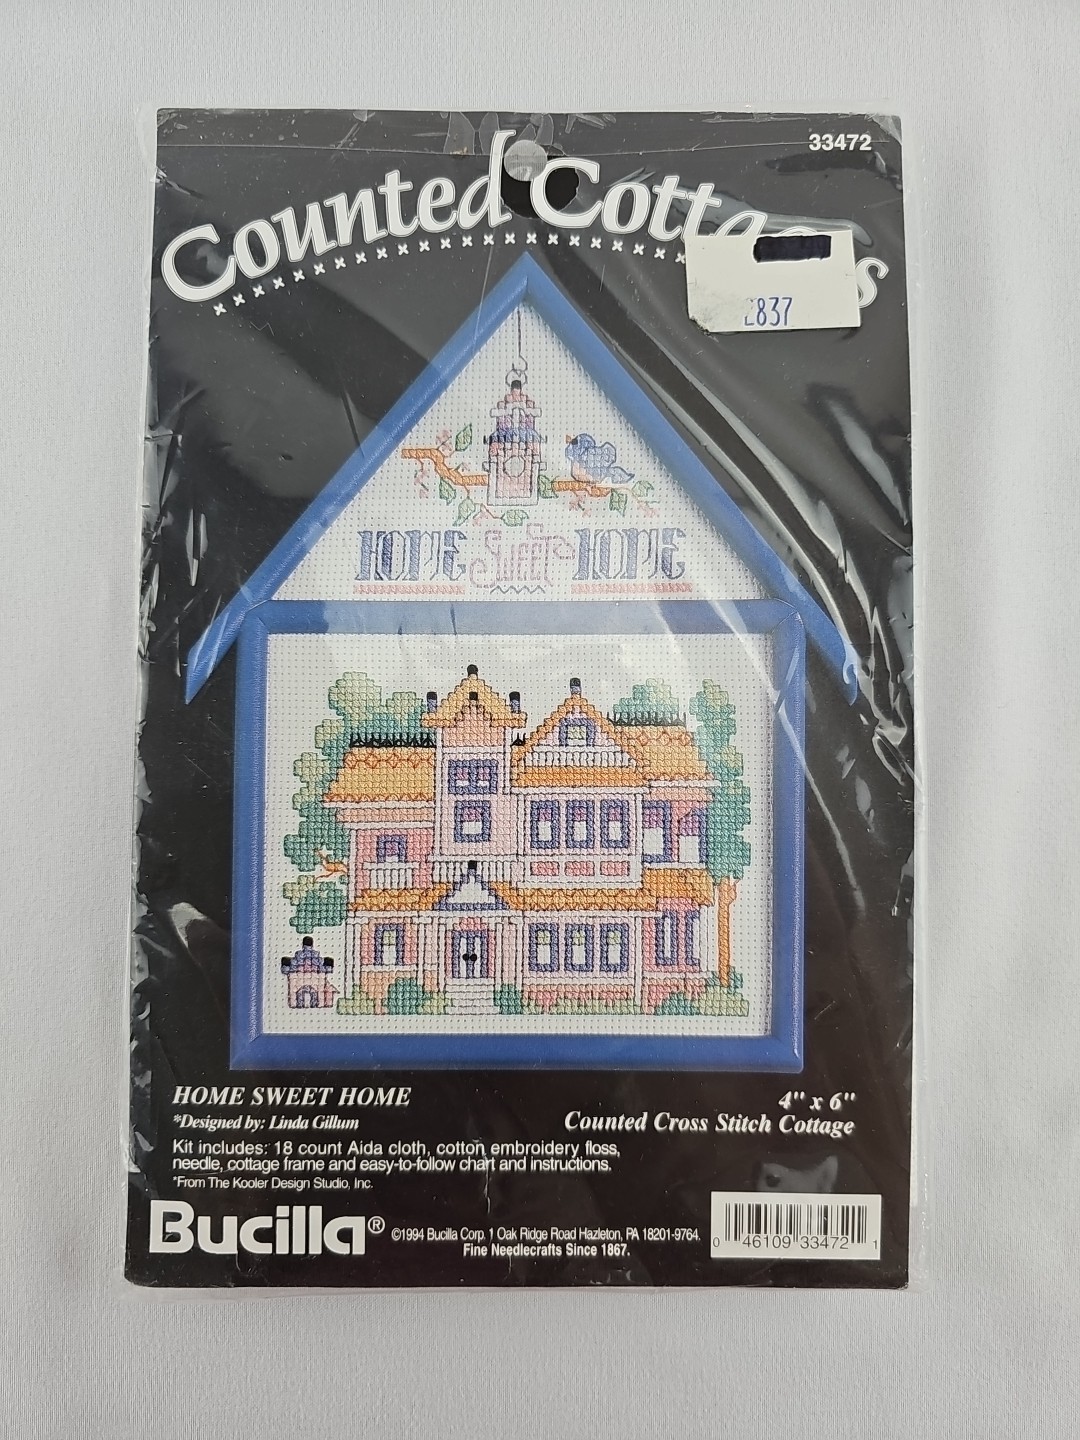 33472
Counted Cottages
837
HOME SWEET HOME
HOME SWEET HOME
*Designed by: Linda Gillum
4" x 6"
Counted Cross Stitch Cottage
Kit includes: 18 count Aida cloth, cotton embroidery floss,
needle, cottage frame and easy-to-follow chart and instructions.
*From The Kooler Design Studio, Inc.
Bucilla®
©1994 Bucilla Corp. 1 Oak Ridge Road Hazleton, PA 18201-9764.
Fine Needlecrafts Since 1867.
0 46109 33472 1